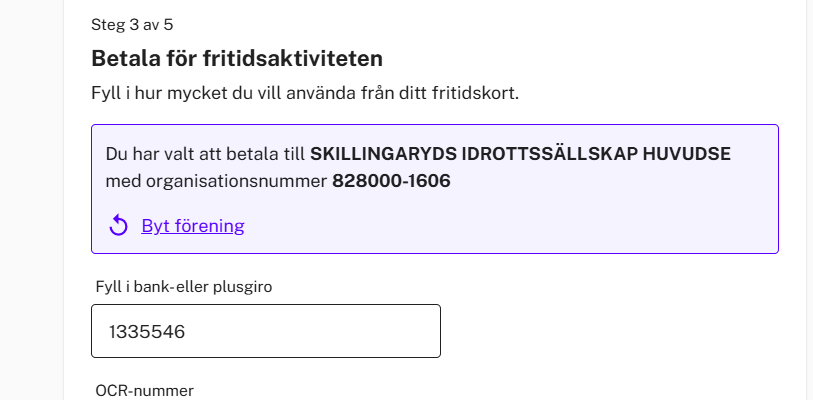 Steg 3 av 5
Betala för fritidsaktiviteten
Fyll i hur mycket du vill använda från ditt fritidskort.
Du har valt att betala till SKILLINGARYDS IDROTTSSÄLLSKAP HUVUDSE
med organisationsnummer 828000-1606
Byt förening
Fyll i bank- eller plusgiro
1335546
OCR-nummer